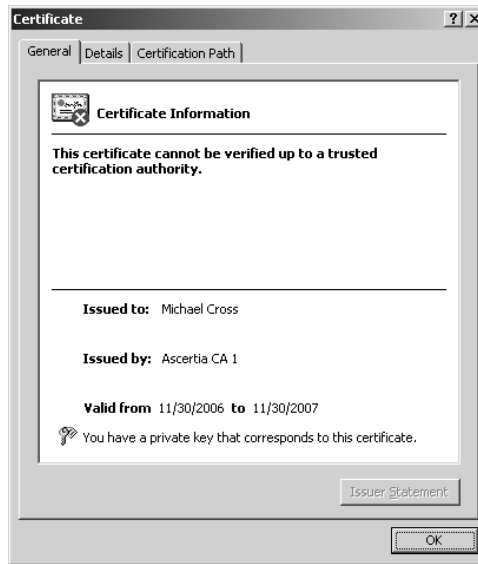 Certificate
General Details Certification Path
Certificate Information
This certificate cannot be verified up to a trusted
certification authority.
Issued to: Michael Cross
Issued by: Ascertia CA 1
Valid from 11/30/2006 to 11/30/2007
You have a private key that corresponds to this certificate.
Issuer Statement
OK